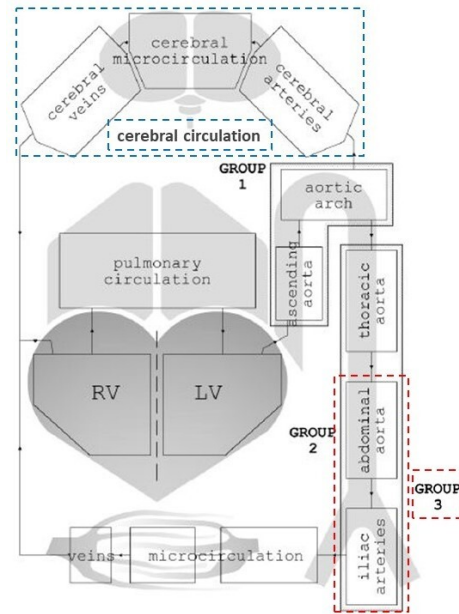 cerebral
microcirculation
cerebral
veins
cerebral
arteries
cerebral circulation
GROUP
1
aortic
arch
ascending
aorta
pulmonary
circulation
thoracic
aorta
RV
LV
abdominal
aorta
GROUP
2
GROUP
3
iliac
arteries
veins
microcirculation